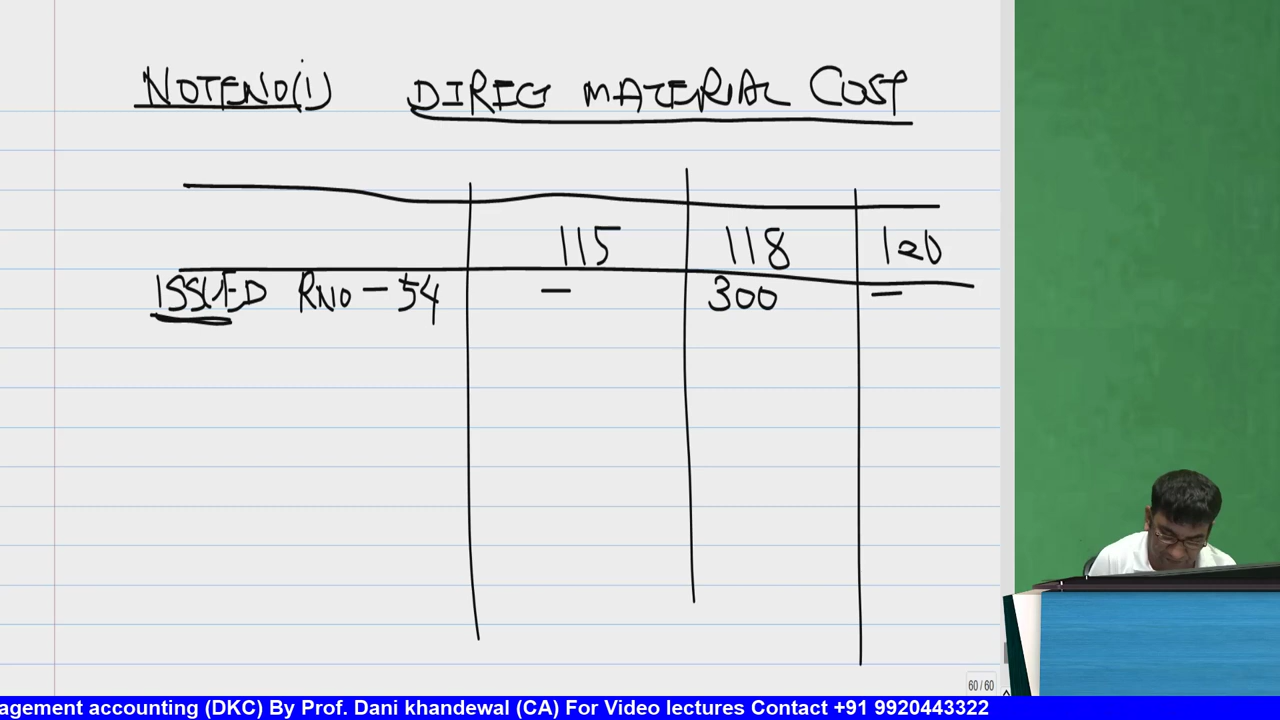 NOTENO(1) DIREC MATERIAL COST
115 118 120
ISSUED RNO - 54 - 300 -
60/60
agement accounting (DKC) By Prof. Dani khandewal (CA) For Video lectures Contact +91 9920443322